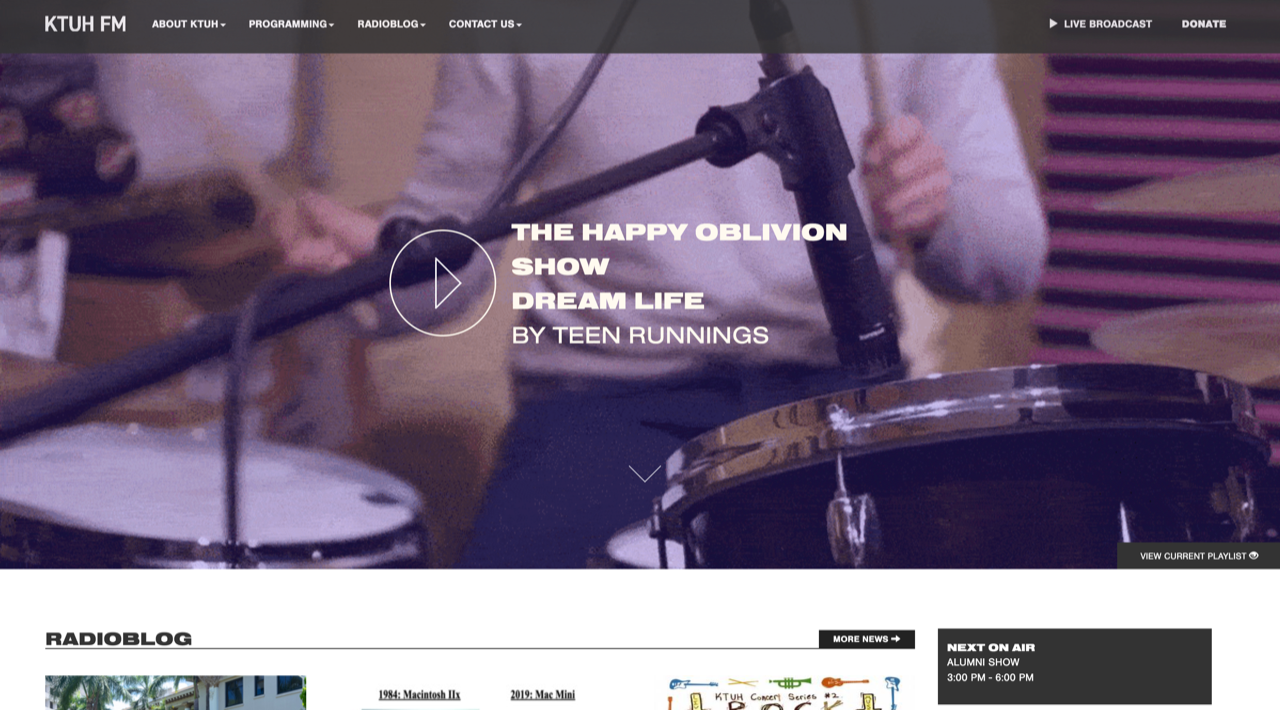 KTUH FM
ABOUT KTUH
PROGRAMMING
RADIOBLOG
CONTACT US
LIVE BROADCAST
DONATE
THE HAPPY OBLIVION
SHOW
DREAM LIFE
BY TEEN RUNNINGS
VIEW CURRENT PLAYLIST
RADIOBLOG
MORE NEWS
NEXT ON AIR
ALUMNI SHOW
3:00 PM - 6:00 PM
1984: Macintosh IIx
2019: Mac Mini
KTUH Concert Series #2